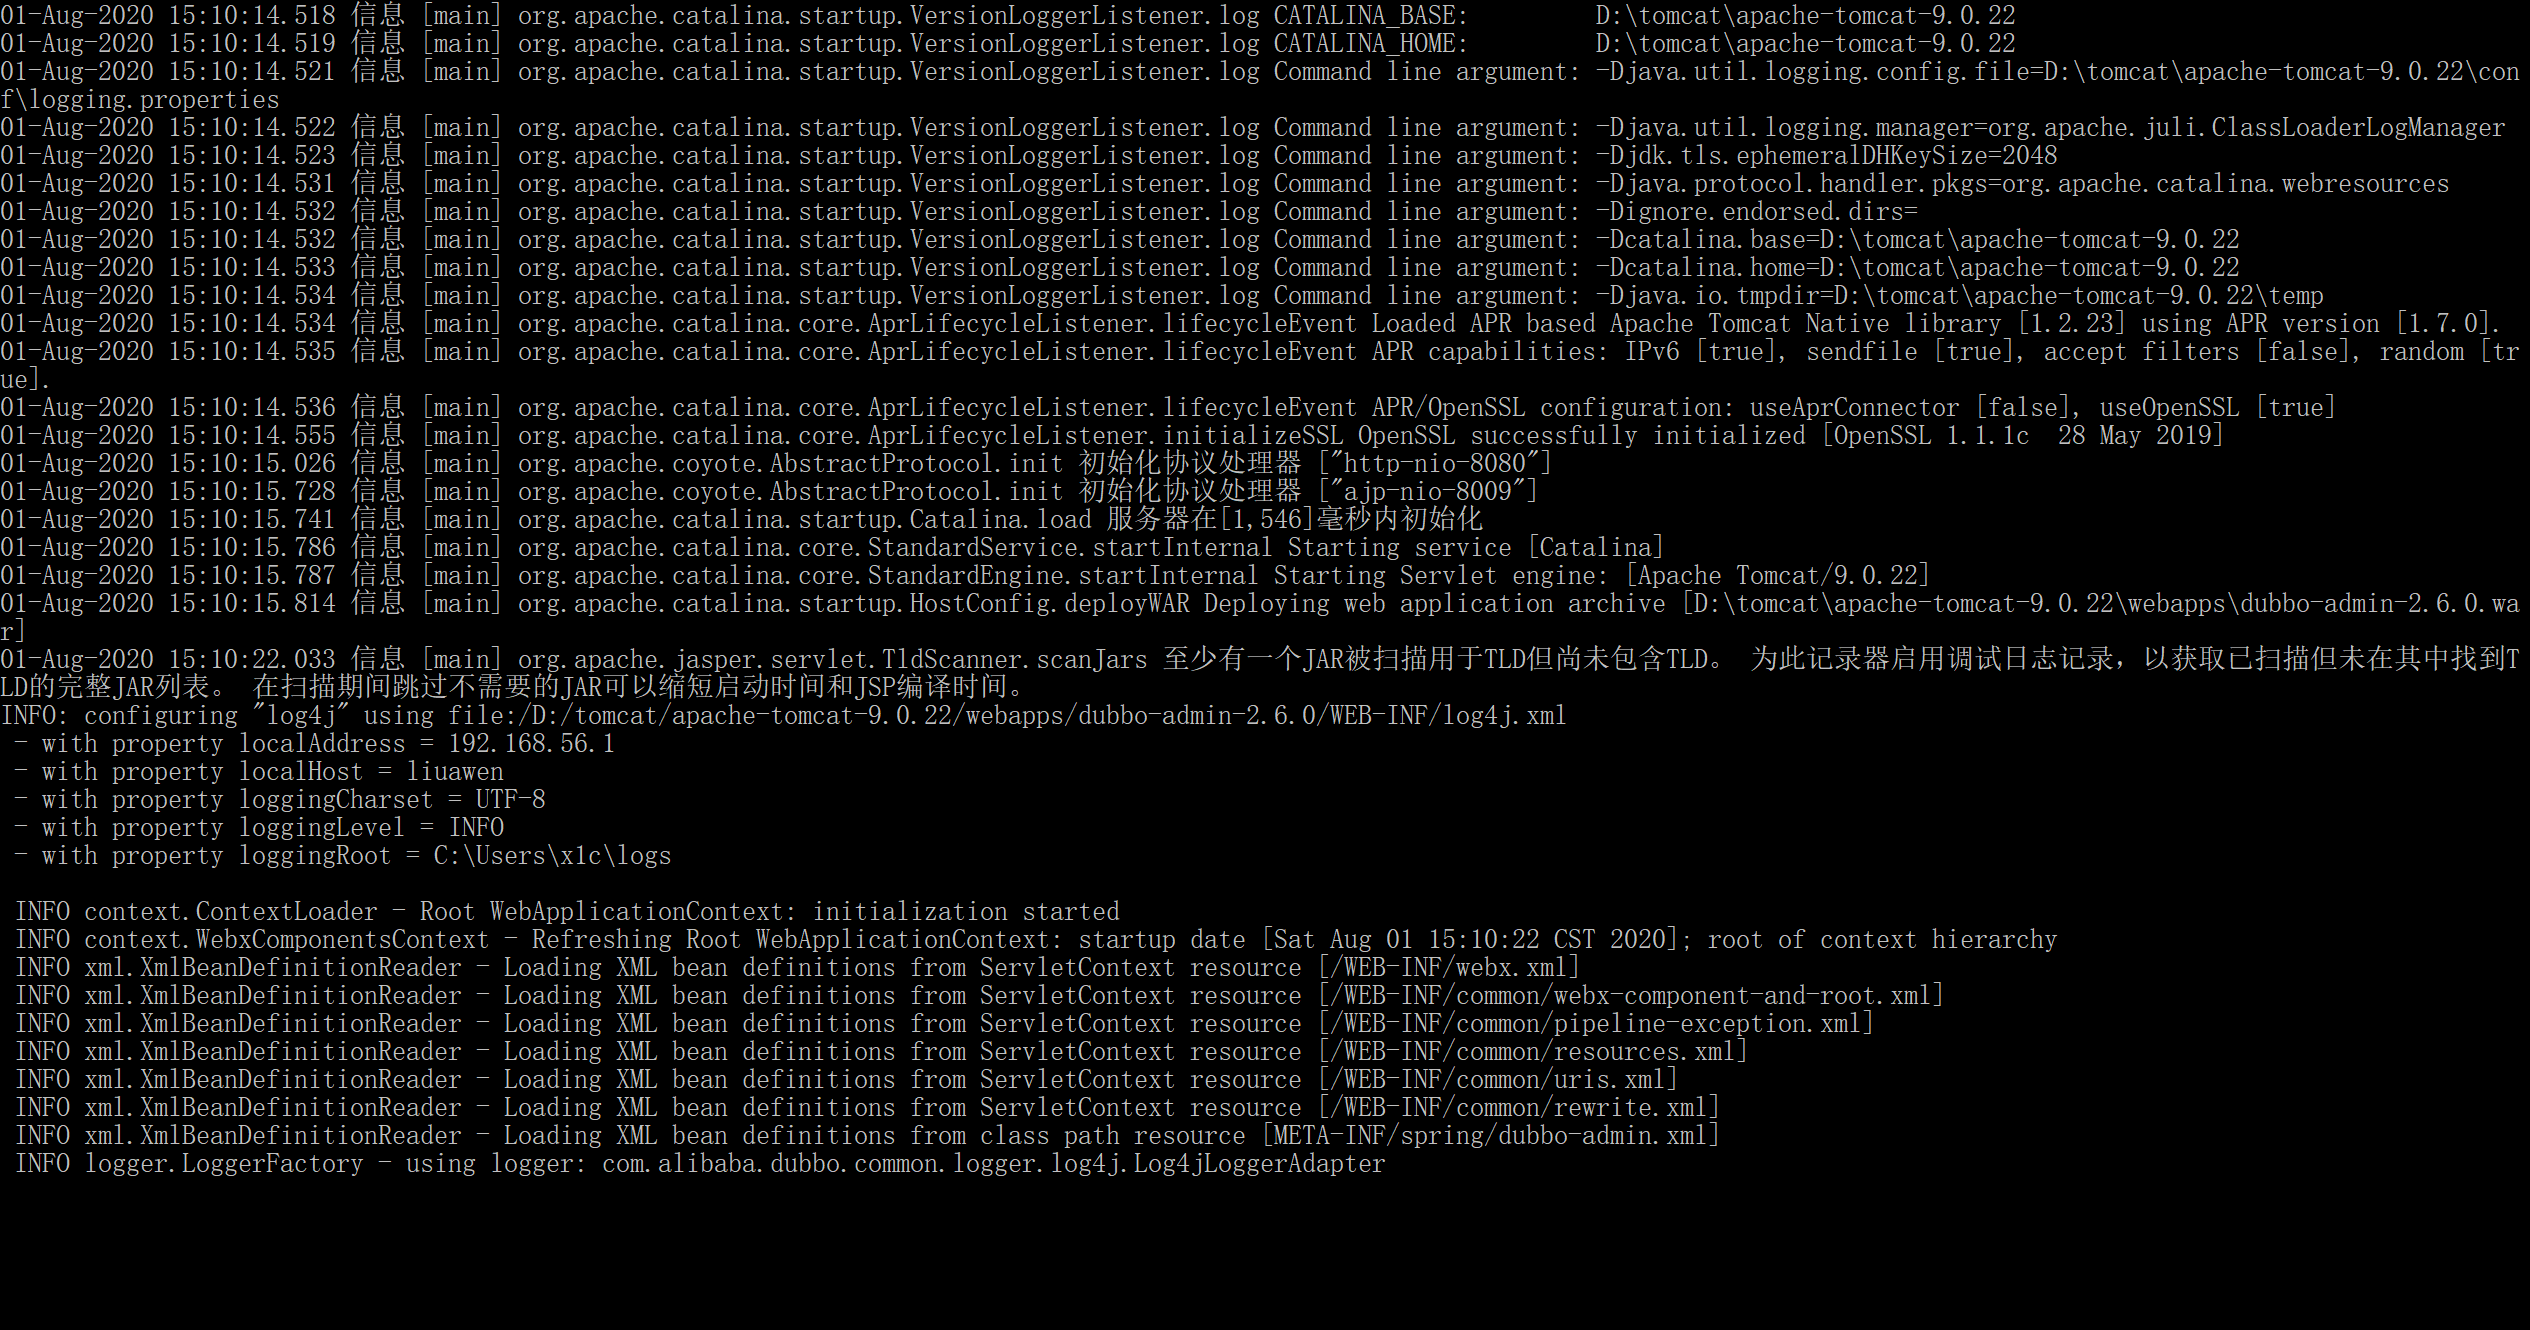 01-Aug-2020 15:10:14.518 信息 [main] org.apache.catalina.startup.VersionLoggerListener.log CATALINA_BASE:         D:\tomcat\apache-tomcat-9.0.22
01-Aug-2020 15:10:14.519 信息 [main] org.apache.catalina.startup.VersionLoggerListener.log CATALINA_HOME:         D:\tomcat\apache-tomcat-9.0.22
01-Aug-2020 15:10:14.521 信息 [main] org.apache.catalina.startup.VersionLoggerListener.log Command line argument: -Djava.util.logging.config.file=D:\tomcat\apache-tomcat-9.0.22\con
f\logging.properties
01-Aug-2020 15:10:14.522 信息 [main] org.apache.catalina.startup.VersionLoggerListener.log Command line argument: -Djava.util.logging.manager=org.apache.juli.ClassLoaderLogManager
01-Aug-2020 15:10:14.523 信息 [main] org.apache.catalina.startup.VersionLoggerListener.log Command line argument: -Djdk.tls.ephemeralDHKeySize=2048
01-Aug-2020 15:10:14.531 信息 [main] org.apache.catalina.startup.VersionLoggerListener.log Command line argument: -Djava.protocol.handler.pkgs=org.apache.catalina.webresources
01-Aug-2020 15:10:14.532 信息 [main] org.apache.catalina.startup.VersionLoggerListener.log Command line argument: -Dignore.endorsed.dirs=
01-Aug-2020 15:10:14.532 信息 [main] org.apache.catalina.startup.VersionLoggerListener.log Command line argument: -Dcatalina.base=D:\tomcat\apache-tomcat-9.0.22
01-Aug-2020 15:10:14.533 信息 [main] org.apache.catalina.startup.VersionLoggerListener.log Command line argument: -Dcatalina.home=D:\tomcat\apache-tomcat-9.0.22
01-Aug-2020 15:10:14.534 信息 [main] org.apache.catalina.startup.VersionLoggerListener.log Command line argument: -Djava.io.tmpdir=D:\tomcat\apache-tomcat-9.0.22\temp
01-Aug-2020 15:10:14.534 信息 [main] org.apache.catalina.core.AprLifecycleListener.lifecycleEvent Loaded APR based Apache Tomcat Native library [1.2.23] using APR version [1.7.0].
01-Aug-2020 15:10:14.535 信息 [main] org.apache.catalina.core.AprLifecycleListener.lifecycleEvent APR capabilities: IPv6 [true], sendfile [true], accept filters [false], random [tr
ue].
01-Aug-2020 15:10:14.536 信息 [main] org.apache.catalina.core.AprLifecycleListener.lifecycleEvent APR/OpenSSL configuration: useAprConnector [false], useOpenSSL [true]
01-Aug-2020 15:10:14.555 信息 [main] org.apache.catalina.core.AprLifecycleListener.initializeSSL OpenSSL successfully initialized [OpenSSL 1.1.1c  28 May 2019]
01-Aug-2020 15:10:15.026 信息 [main] org.apache.coyote.AbstractProtocol.init 初始化协议处理器 ["http-nio-8080"]
01-Aug-2020 15:10:15.728 信息 [main] org.apache.coyote.AbstractProtocol.init 初始化协议处理器 ["ajp-nio-8009"]
01-Aug-2020 15:10:15.741 信息 [main] org.apache.catalina.startup.Catalina.load 服务器在[1,546]毫秒内初始化
01-Aug-2020 15:10:15.786 信息 [main] org.apache.catalina.core.StandardService.startInternal Starting service [Catalina]
01-Aug-2020 15:10:15.787 信息 [main] org.apache.catalina.core.StandardEngine.startInternal Starting Servlet engine: [Apache Tomcat/9.0.22]
01-Aug-2020 15:10:15.814 信息 [main] org.apache.catalina.startup.HostConfig.deployWAR Deploying web application archive [D:\tomcat\apache-tomcat-9.0.22\webapps\dubbo-admin-2.6.0.wa
r]
01-Aug-2020 15:10:22.033 信息 [main] org.apache.jasper.servlet.TldScanner.scanJars 至少有一个JAR被扫描用于TLD但尚未包含TLD。 为此记录器启用调试日志记录，以获取已扫描但未在其中找到T
LD的完整JAR列表。 在扫描期间跳过不需要的JAR可以缩短启动时间和JSP编译时间。
INFO: configuring "log4j" using file:/D:/tomcat/apache-tomcat-9.0.22/webapps/dubbo-admin-2.6.0/WEB-INF/log4j.xml
 - with property localAddress = 192.168.56.1
 - with property localHost = liuawen
 - with property loggingCharset = UTF-8
 - with property loggingLevel = INFO
 - with property loggingRoot = C:\Users\x1c\logs
 INFO context.ContextLoader - Root WebApplicationContext: initialization started
 INFO context.WebxComponentsContext - Refreshing Root WebApplicationContext: startup date [Sat Aug 01 15:10:22 CST 2020]; root of context hierarchy
 INFO xml.XmlBeanDefinitionReader - Loading XML bean definitions from ServletContext resource [/WEB-INF/webx.xml]
 INFO xml.XmlBeanDefinitionReader - Loading XML bean definitions from ServletContext resource [/WEB-INF/common/webx-component-and-root.xml]
 INFO xml.XmlBeanDefinitionReader - Loading XML bean definitions from ServletContext resource [/WEB-INF/common/pipeline-exception.xml]
 INFO xml.XmlBeanDefinitionReader - Loading XML bean definitions from ServletContext resource [/WEB-INF/common/resources.xml]
 INFO xml.XmlBeanDefinitionReader - Loading XML bean definitions from ServletContext resource [/WEB-INF/common/uris.xml]
 INFO xml.XmlBeanDefinitionReader - Loading XML bean definitions from ServletContext resource [/WEB-INF/common/rewrite.xml]
 INFO xml.XmlBeanDefinitionReader - Loading XML bean definitions from class path resource [META-INF/spring/dubbo-admin.xml]
 INFO logger.LoggerFactory - using logger: com.alibaba.dubbo.common.logger.log4j.Log4jLoggerAdapter